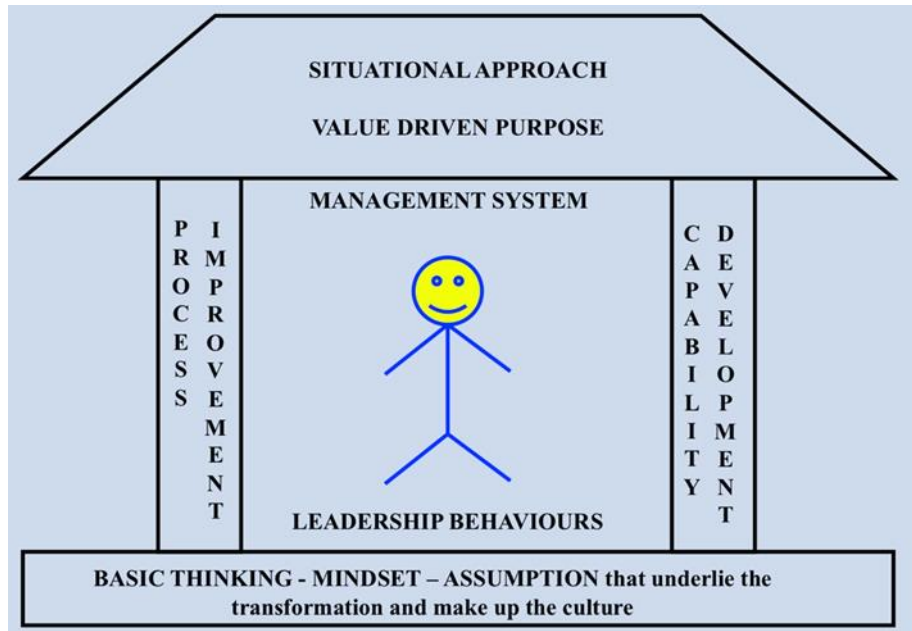 SITUATIONAL APPROACH
VALUE DRIVEN PURPOSE
MANAGEMENT SYSTEM
PROCESS
IMPROVEMENT
CAPABILITY
DEVELOPMENT
LEADERSHIP BEHAVIOURS
BASIC THINKING - MINDSET – ASSUMPTION that underlie the
transformation and make up the culture